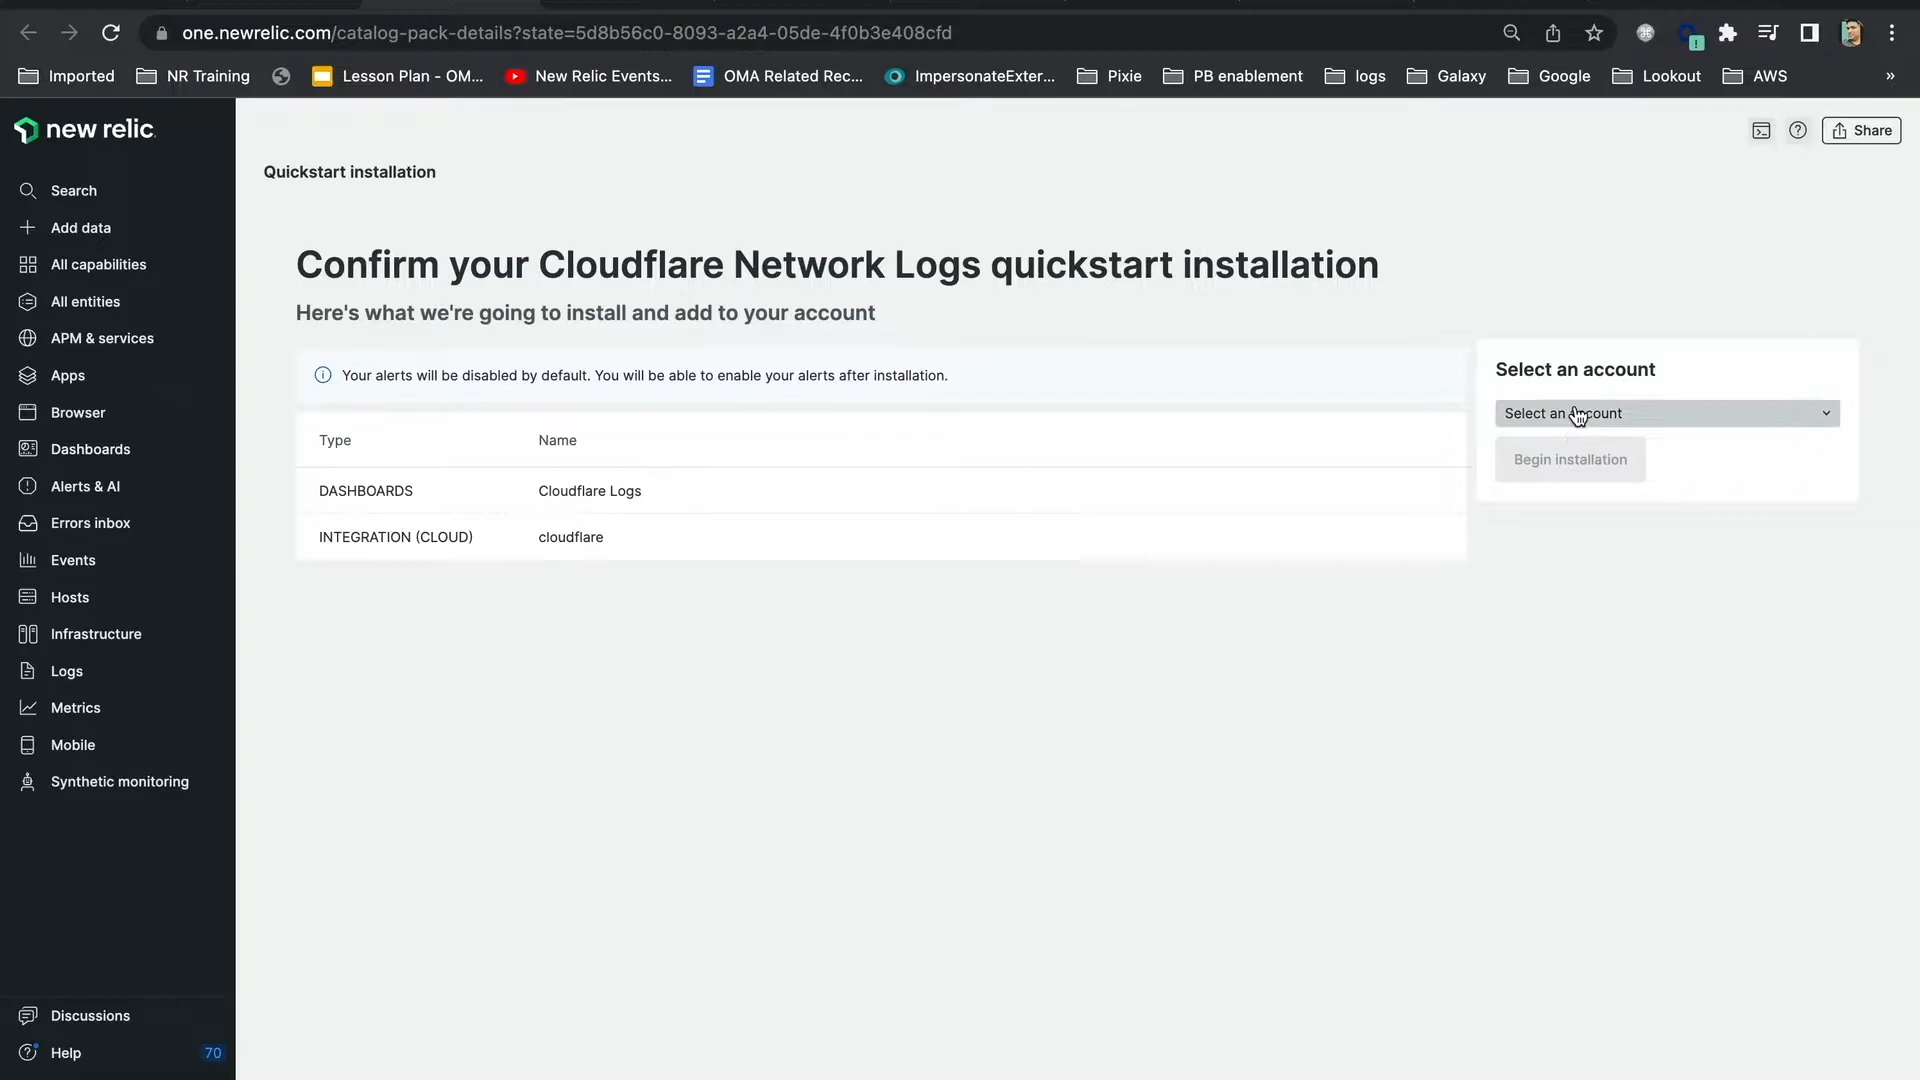 one.newrelic.com/catalog-pack-details?state=5d8b56c0-8093-a2a4-05de-4f0b3e408cfd
Imported NR Training Lesson Plan - OM... New Relic Events... OMA Related Rec... ImpersonateExter... Pixie PB enablement logs Galaxy Google Lookout AWS »
new relic.
Share
Quickstart installation
Search
Add data
All capabilities
All entities
APM & services
Apps
Browser
Dashboards
Alerts & AI
Errors inbox
Events
Hosts
Infrastructure
Logs
Metrics
Mobile
Synthetic monitoring
Discussions
Help 70
Confirm your Cloudflare Network Logs quickstart installation
Here's what we're going to install and add to your account
Your alerts will be disabled by default. You will be able to enable your alerts after installation.
Type Name
DASHBOARDS Cloudflare Logs
INTEGRATION (CLOUD) cloudflare
Select an account
Select an account
Begin installation